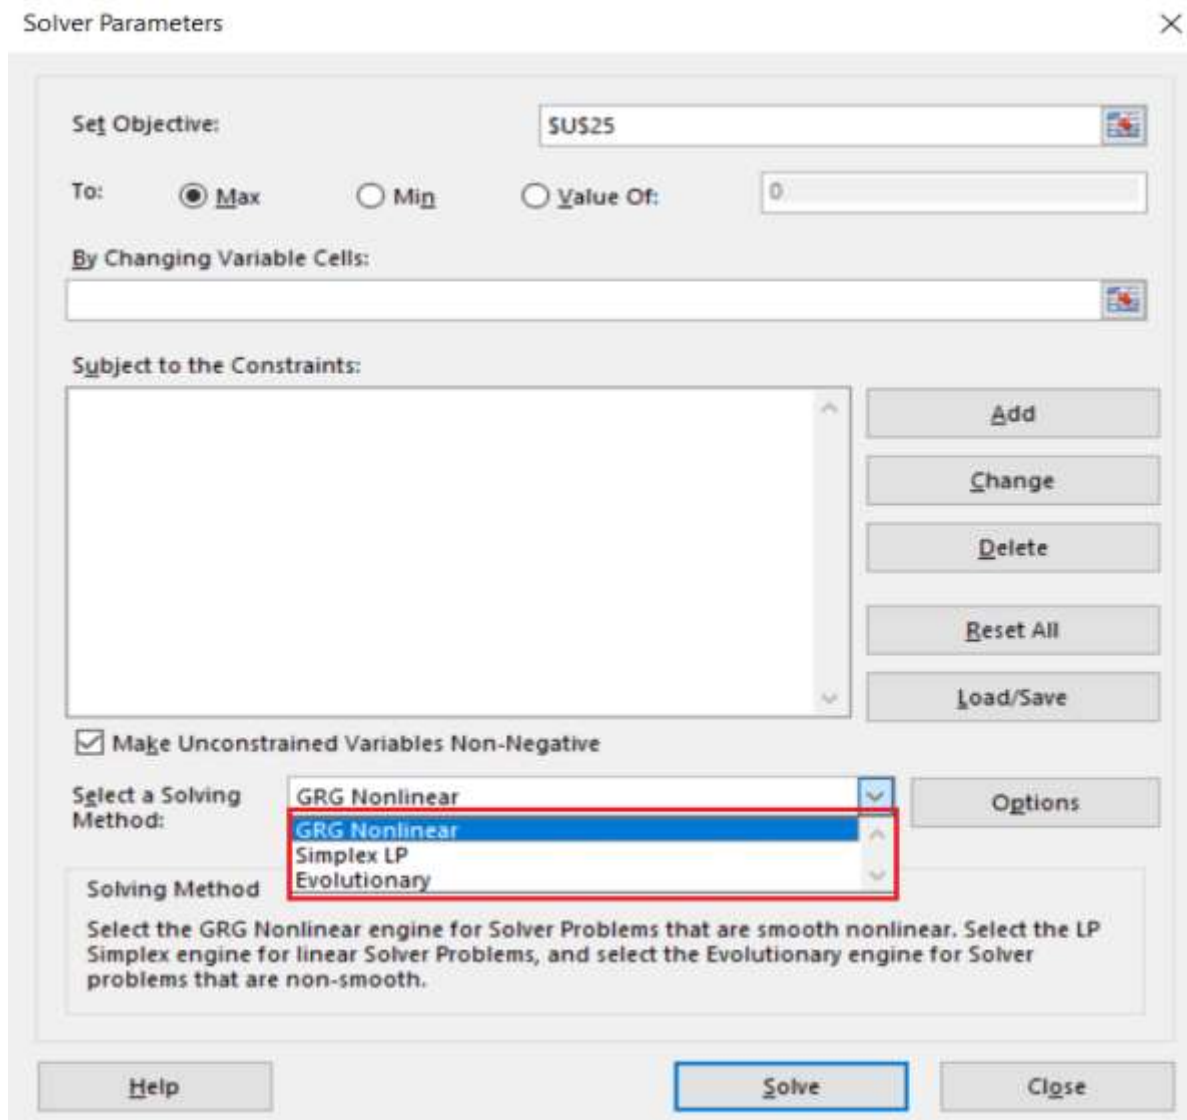 Solver Parameters
Set Objective:
$U$25
To:
Max
Min
Value Of:
0
By Changing Variable Cells:
Subject to the Constraints:
Add
Change
Delete
Reset All
Load/Save
Make Unconstrained Variables Non-Negative
Select a Solving
Method:
GRG Nonlinear
Options
GRG Nonlinear
Simplex LP
Evolutionary
Solving Method
Select the GRG Nonlinear engine for Solver Problems that are smooth nonlinear. Select the LP
Simplex engine for linear Solver Problems, and select the Evolutionary engine for Solver
problems that are non-smooth.
Help
Solve
Close